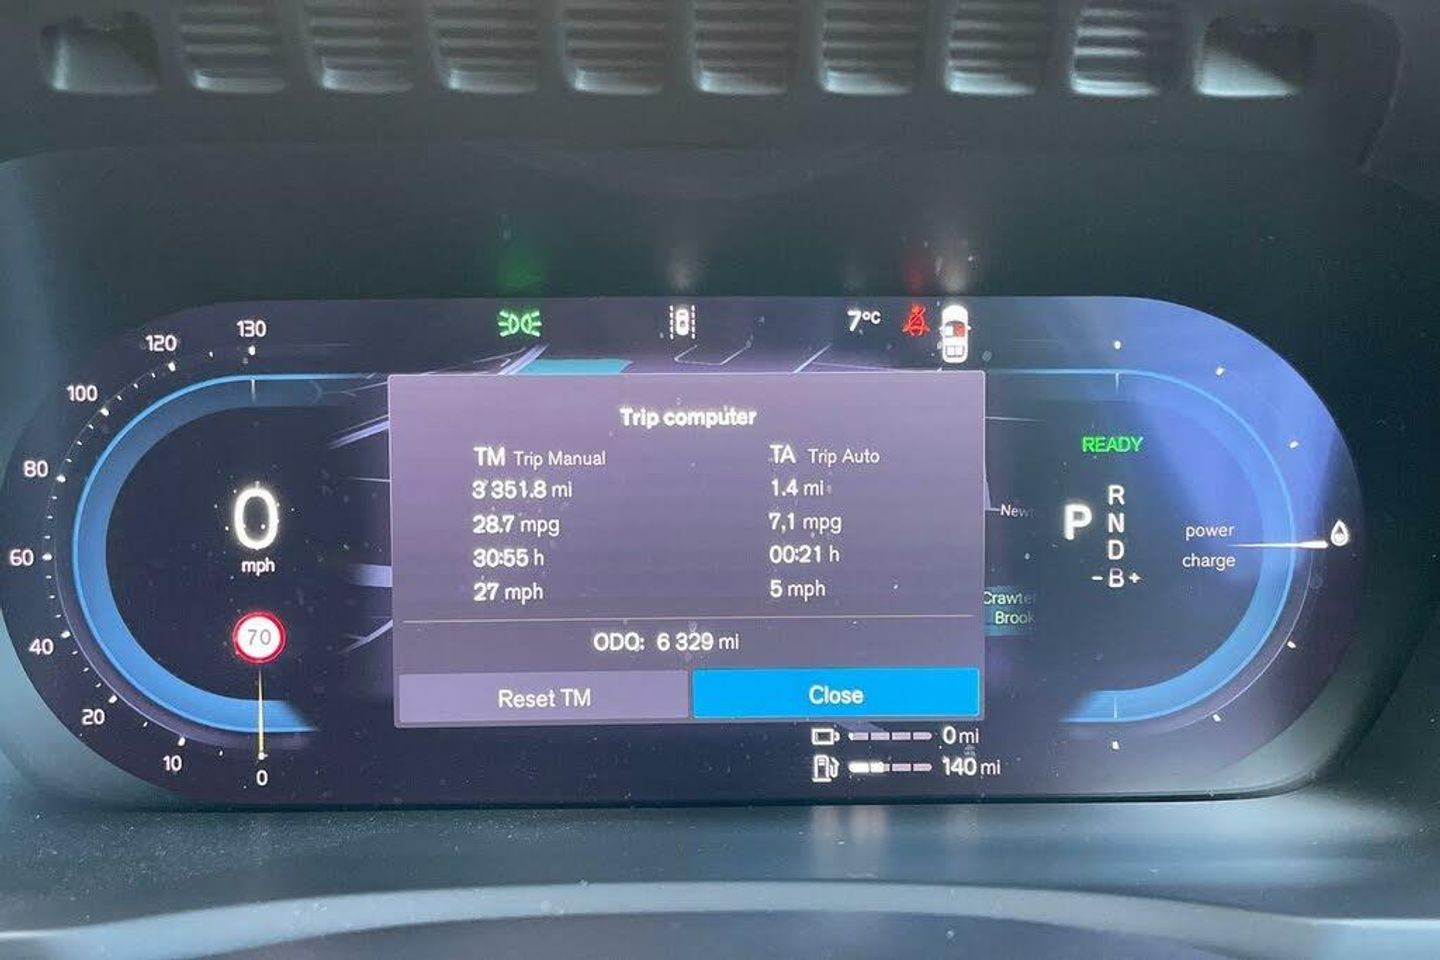 130
120
100
80
60
40
20
10
0
7°C
0
mph
70
Trip computer
TM Trip Manual
3 351.8 mi
28.7 mpg
30:55 h
27 mph
TA Trip Auto
1.4 mi
7,1 mpg
00:21 h
5 mph
ODO: 6 329 mi
Reset TM
Close
Crawte
Brook
READY
P
R
N
D
-B+
power
charge
0 mi
140 mi